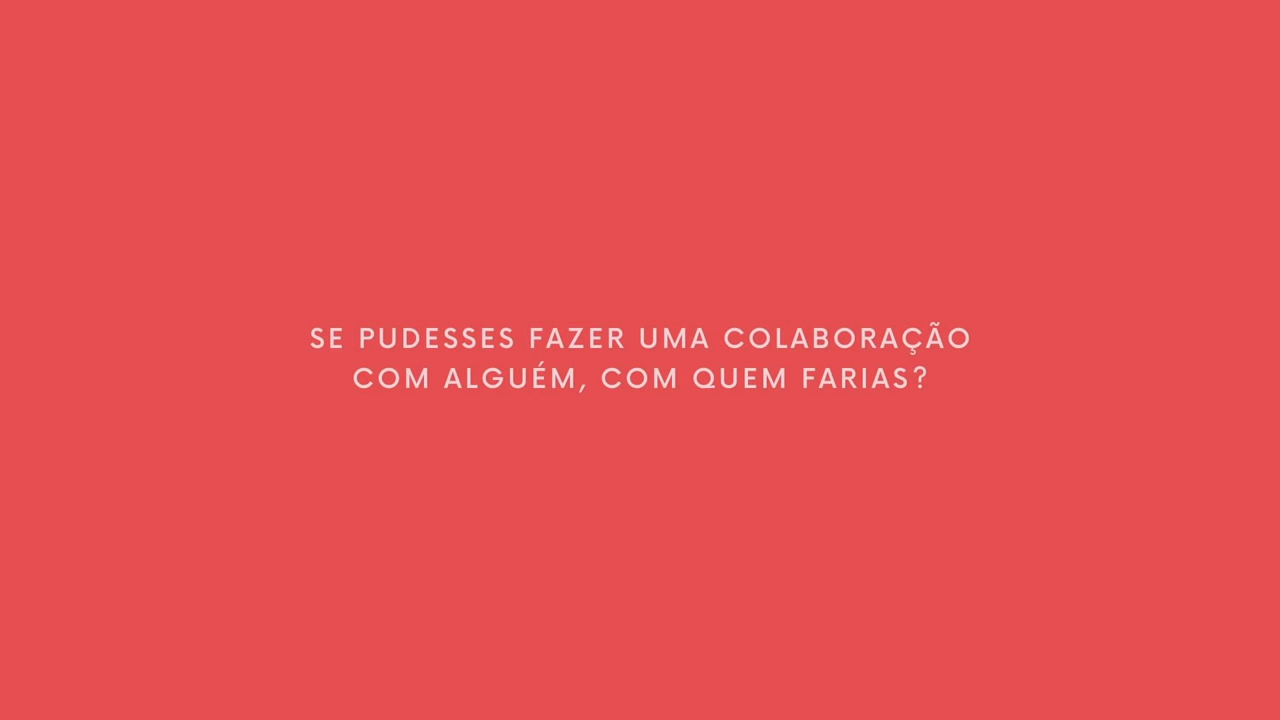 SE PUDESSES FAZER UMA COLABORAÇÃO
COM ALGUÉM, COM QUEM FARIAS?